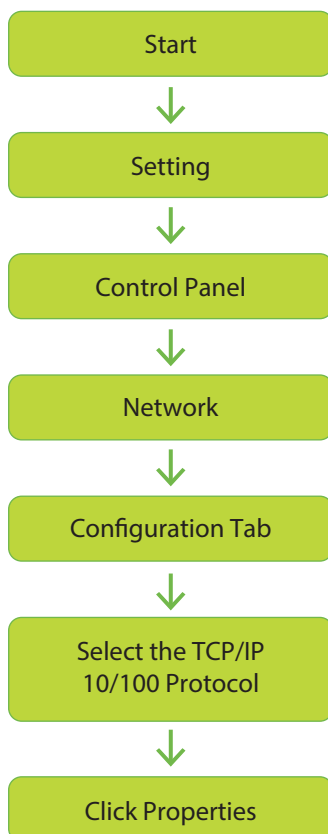 Start
Setting
Control Panel
Network
Configuration Tab
Select the TCP/IP
10/100 Protocol
Click Properties